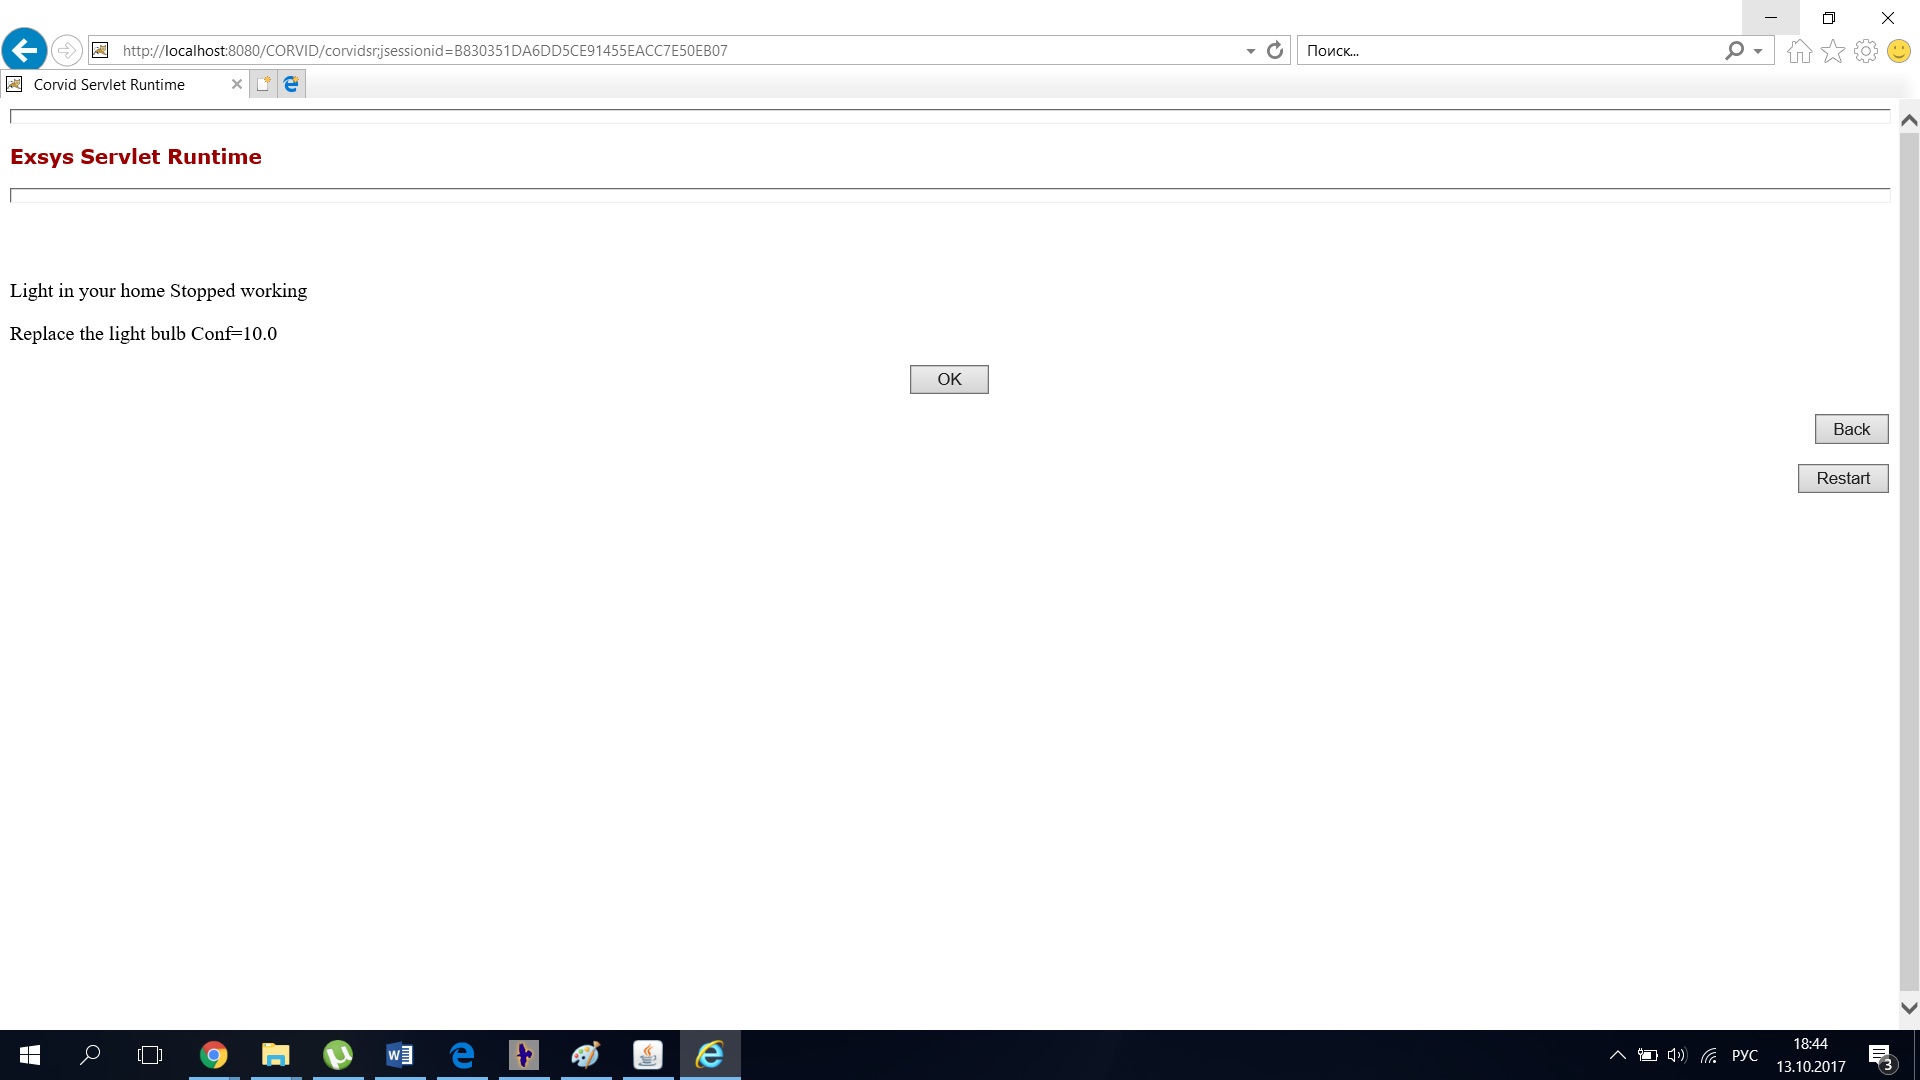 http://localhost:8080/CORVID/corvidsr;jsessionid=B830351DA6DD5CE91455EACC7E50EB07
Поиск...
Corvid Servlet Runtime
Exsys Servlet Runtime
Light in your home Stopped working
Replace the light bulb Conf=10.0
OK
Back
Restart
РУС
18:44
13.10.2017
3